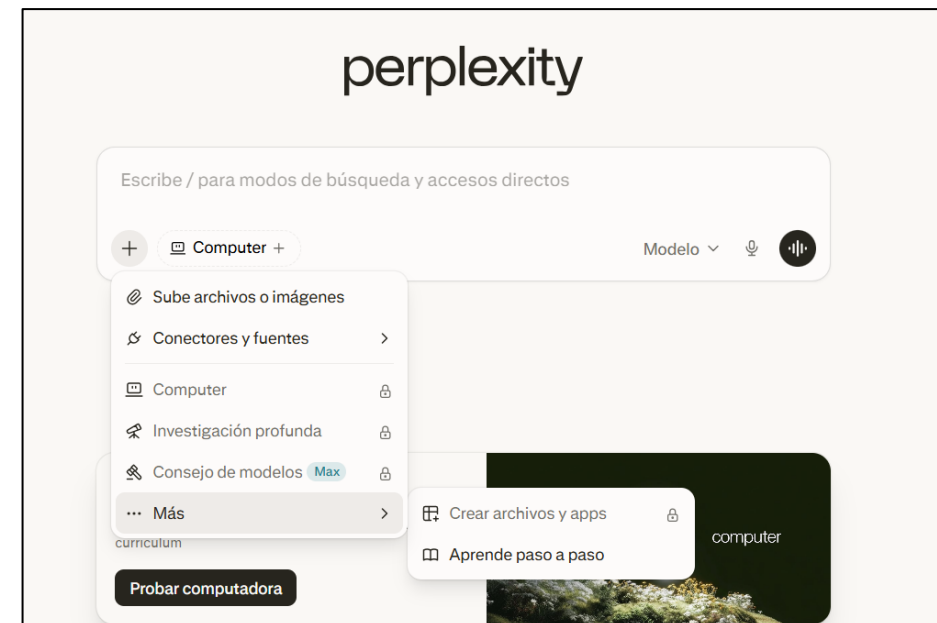 perplexity
Escribe / para modos de búsqueda y accesos directos
Computer
Modelo
Sube archivos o imágenes
Conectores y fuentes
Computer
Investigación profunda
Consejo de modelos Max
Más
Crear archivos y apps
Aprende paso a paso
curriculum
computer
Probar computadora